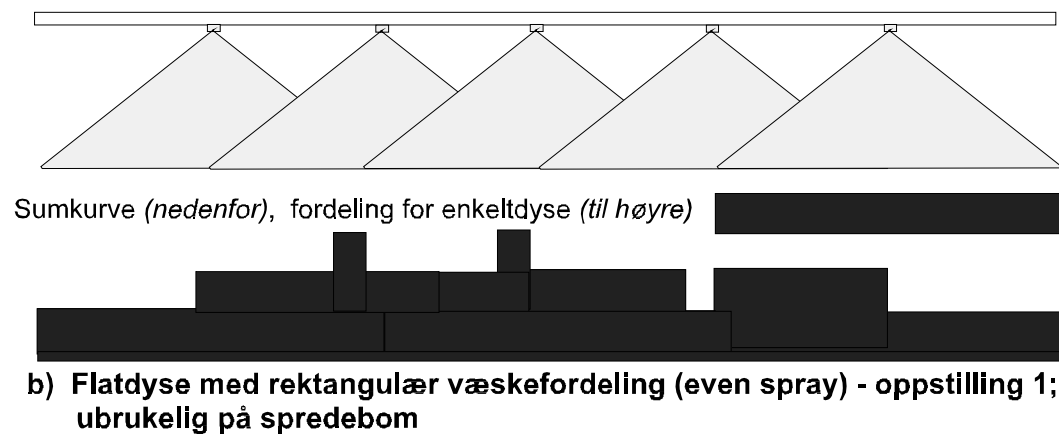 Sumkurve (nedenfor), fordeling for enkeltdyse (til høyre)
b) Flatdyse med rektangulær væskefordeling (even spray) - oppstilling 1;
ubrukelig på spredebom